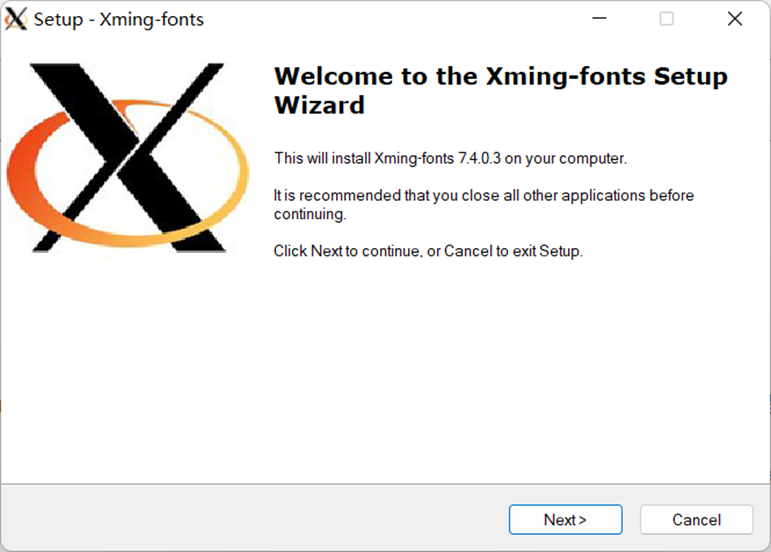 Setup - Xming-fonts
Welcome to the Xming-fonts Setup
Wizard
This will install Xming-fonts 7.4.0.3 on your computer.
It is recommended that you close all other applications before
continuing.
Click Next to continue, or Cancel to exit Setup.
Next >
Cancel